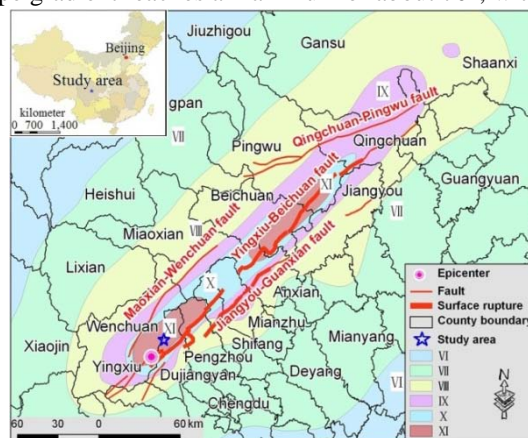 Beijing
Study area
kilometer
0 700 1,400
Jiuzhigou
Gansu
Shaanxi
gpan
VII
IX
Qingchuan-Pingwu fault
Pingwu
Qingchuan
Yingxiu-Beichuan fault
XI
Heishui
Beichuan
Jiangyou
Guangyuan
VII
Maoxian-Wenchuan fault
VIII
Miaoxian
Jiangyou-Guanxian fault
Lixian
X
Anxian
Wenchuan
XI
Mianzhu
Shifang
Mianyang
Xiaojin
Pengzhou
Yingxiu
Dujiangyan
Deyang
VI
Chengdu
60 30 0 60 km
Epicenter
Fault
Surface rupture
County boundary
Study area
VI
VII
VIII
IX
X
XI
N